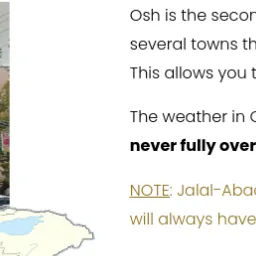 Osh is the secon
several towns th
This allows you t
The weather in
never fully over
NOTE: Jalal-Aba
will always have